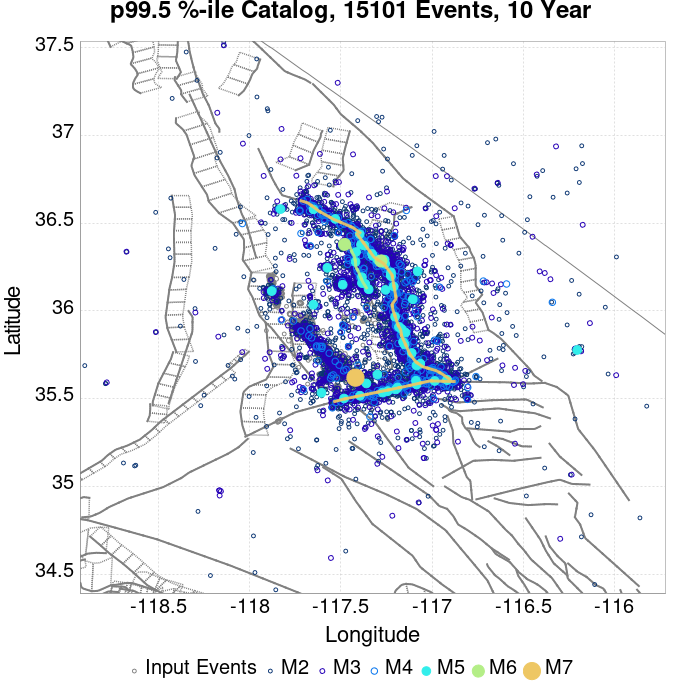 p99.5 %-ile Catalog, 15101 Events, 10 Year
37.5
37
36.5
36
35.5
35
34.5
Latitude
-118.5 -118 -117.5 -117 -116.5 -116
Longitude
Input Events M2 M3 M4 M5 M6 M7